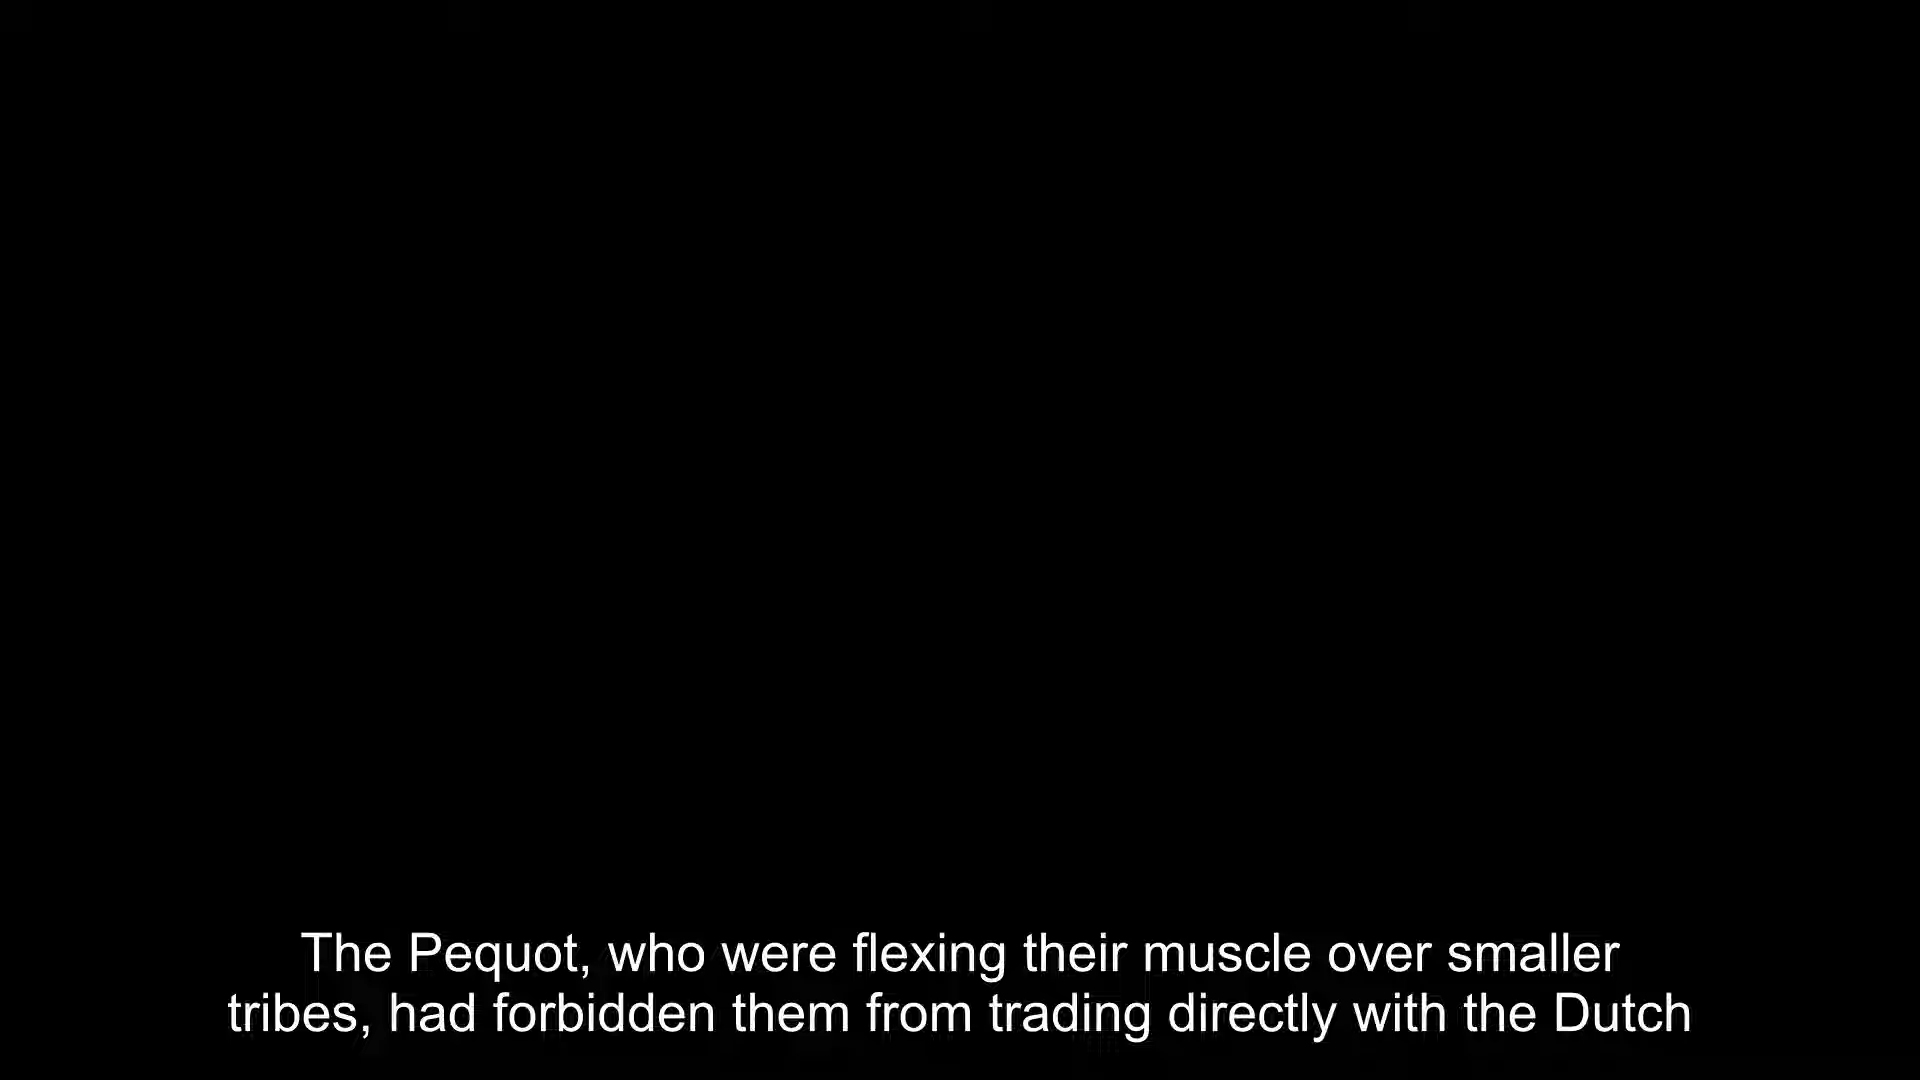 The Pequot, who were flexing their muscle over smaller
tribes, had forbidden them from trading directly with the Dutch